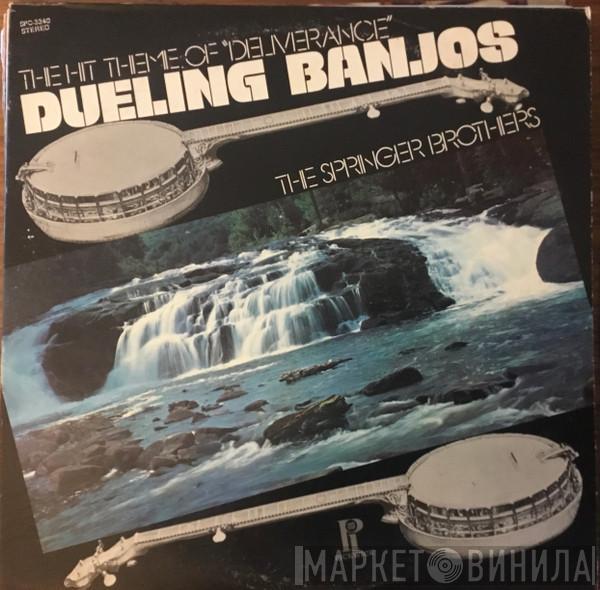 SPC-3340
STEREO
THE HIT THEME OF "DELIVERANCE"
DUELING BANJOS
THE SPRINGER BROTHERS
МАРКЕТ ВИНИЛА